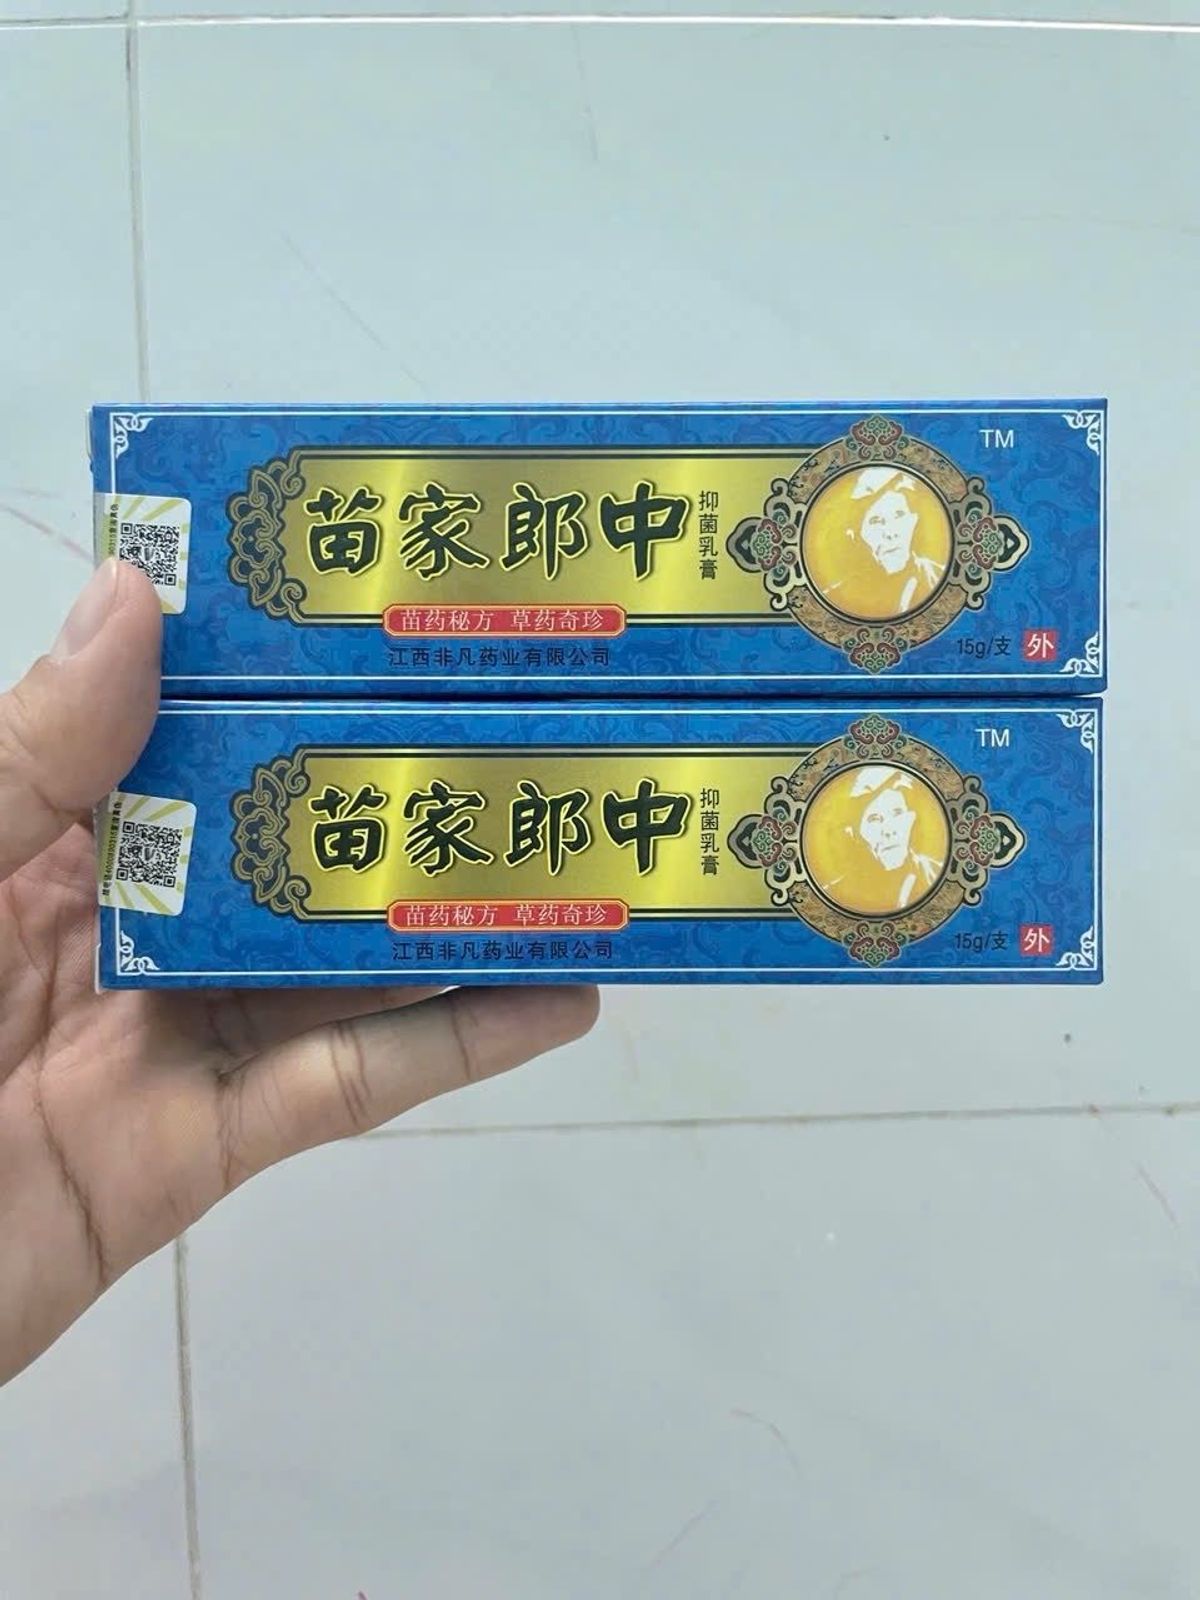 TM
苗家郎中
抑菌乳膏
苗药秘方 草药奇珍
江西非凡药业有限公司
15g/支 外
TM
苗家郎中
抑菌乳膏
苗药秘方 草药奇珍
江西非凡药业有限公司
15g/支 外